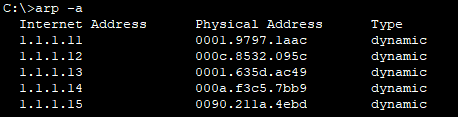 C:\>arp -a
Internet Address Physical Address Type
1.1.1.11 0001.9797.1aac dynamic
1.1.1.12 000c.8532.095c dynamic
1.1.1.13 0001.635d.ac49 dynamic
1.1.1.14 000a.f3c5.7bb9 dynamic
1.1.1.15 0090.211a.4ebd dynamic